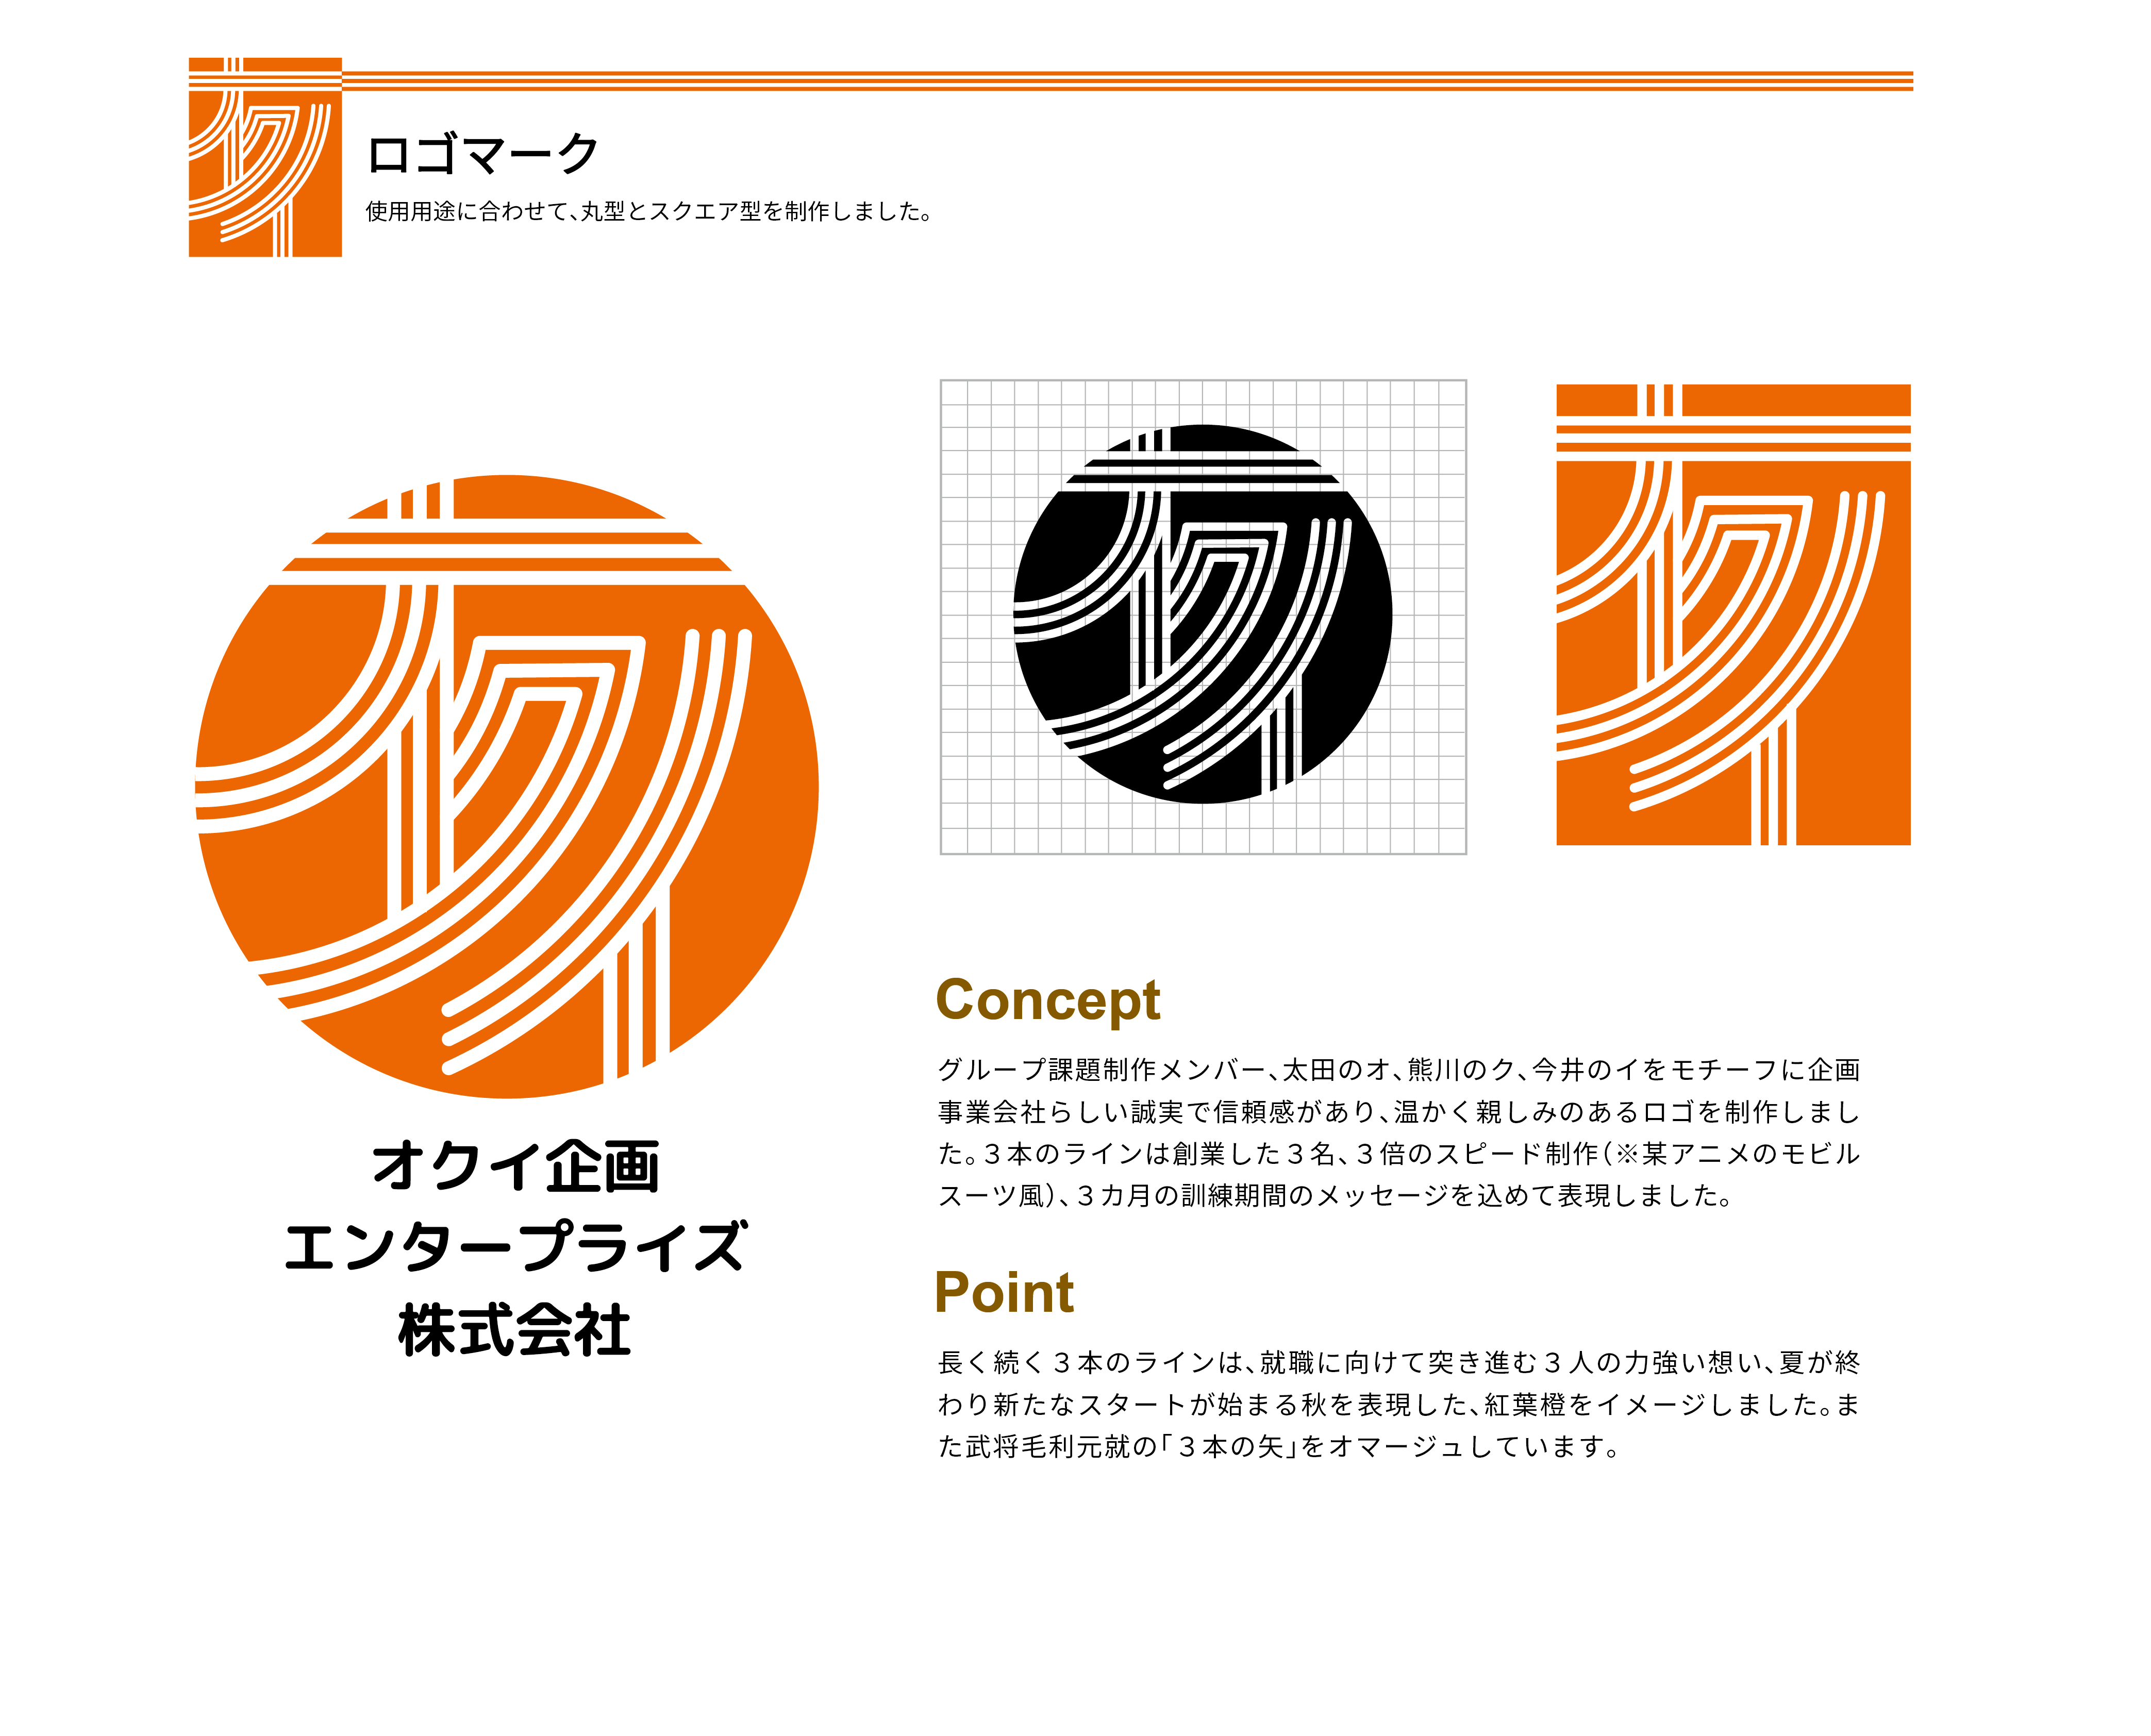 ロゴマーク
使用用途に合わせて、丸型とスクエア型を制作しました。
オクイ企画
エンタープライズ
株式会社
Concept
グループ課題制作メンバー、太田のオ、熊川のク、今井のイをモチーフに企画
事業会社らしい誠実で信頼感があり、温かく親しみのあるロゴを制作しまし
た。３本のラインは創業した３名、３倍のスピード制作（※某アニメのモビル
スーツ風）、３カ月の訓練期間のメッセージを込めて表現しました。
Point
長く続く３本のラインは、就職に向けて突き進む３人の力強い想い、夏が終
わり新たなスタートが始まる秋を表現した、紅葉橙をイメージしました。ま
た武将毛利元就の「３本の矢」をオマージュしています。